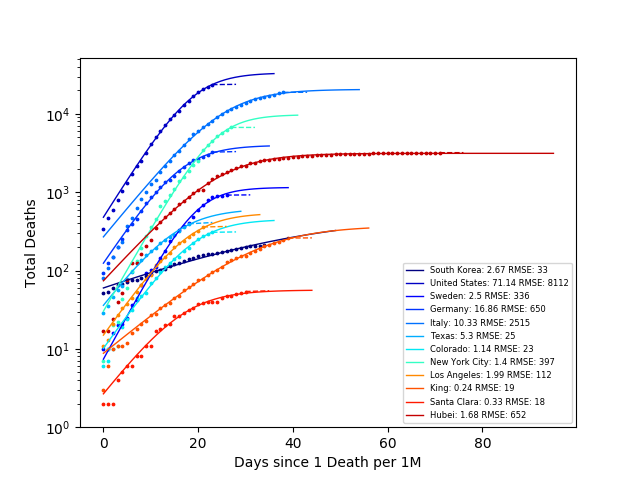 Total Deaths
10⁴
10³
10²
10¹
10⁰
South Korea: 2.67 RMSE: 33
United States: 71.14 RMSE: 8112
Sweden: 2.5 RMSE: 336
Germany: 16.86 RMSE: 650
Italy: 10.33 RMSE: 2515
Texas: 5.3 RMSE: 25
Colorado: 1.14 RMSE: 23
New York City: 1.4 RMSE: 397
Los Angeles: 1.99 RMSE: 112
King: 0.24 RMSE: 19
Santa Clara: 0.33 RMSE: 18
Hubei: 1.68 RMSE: 652
0 20 40 60 80
Days since 1 Death per 1M